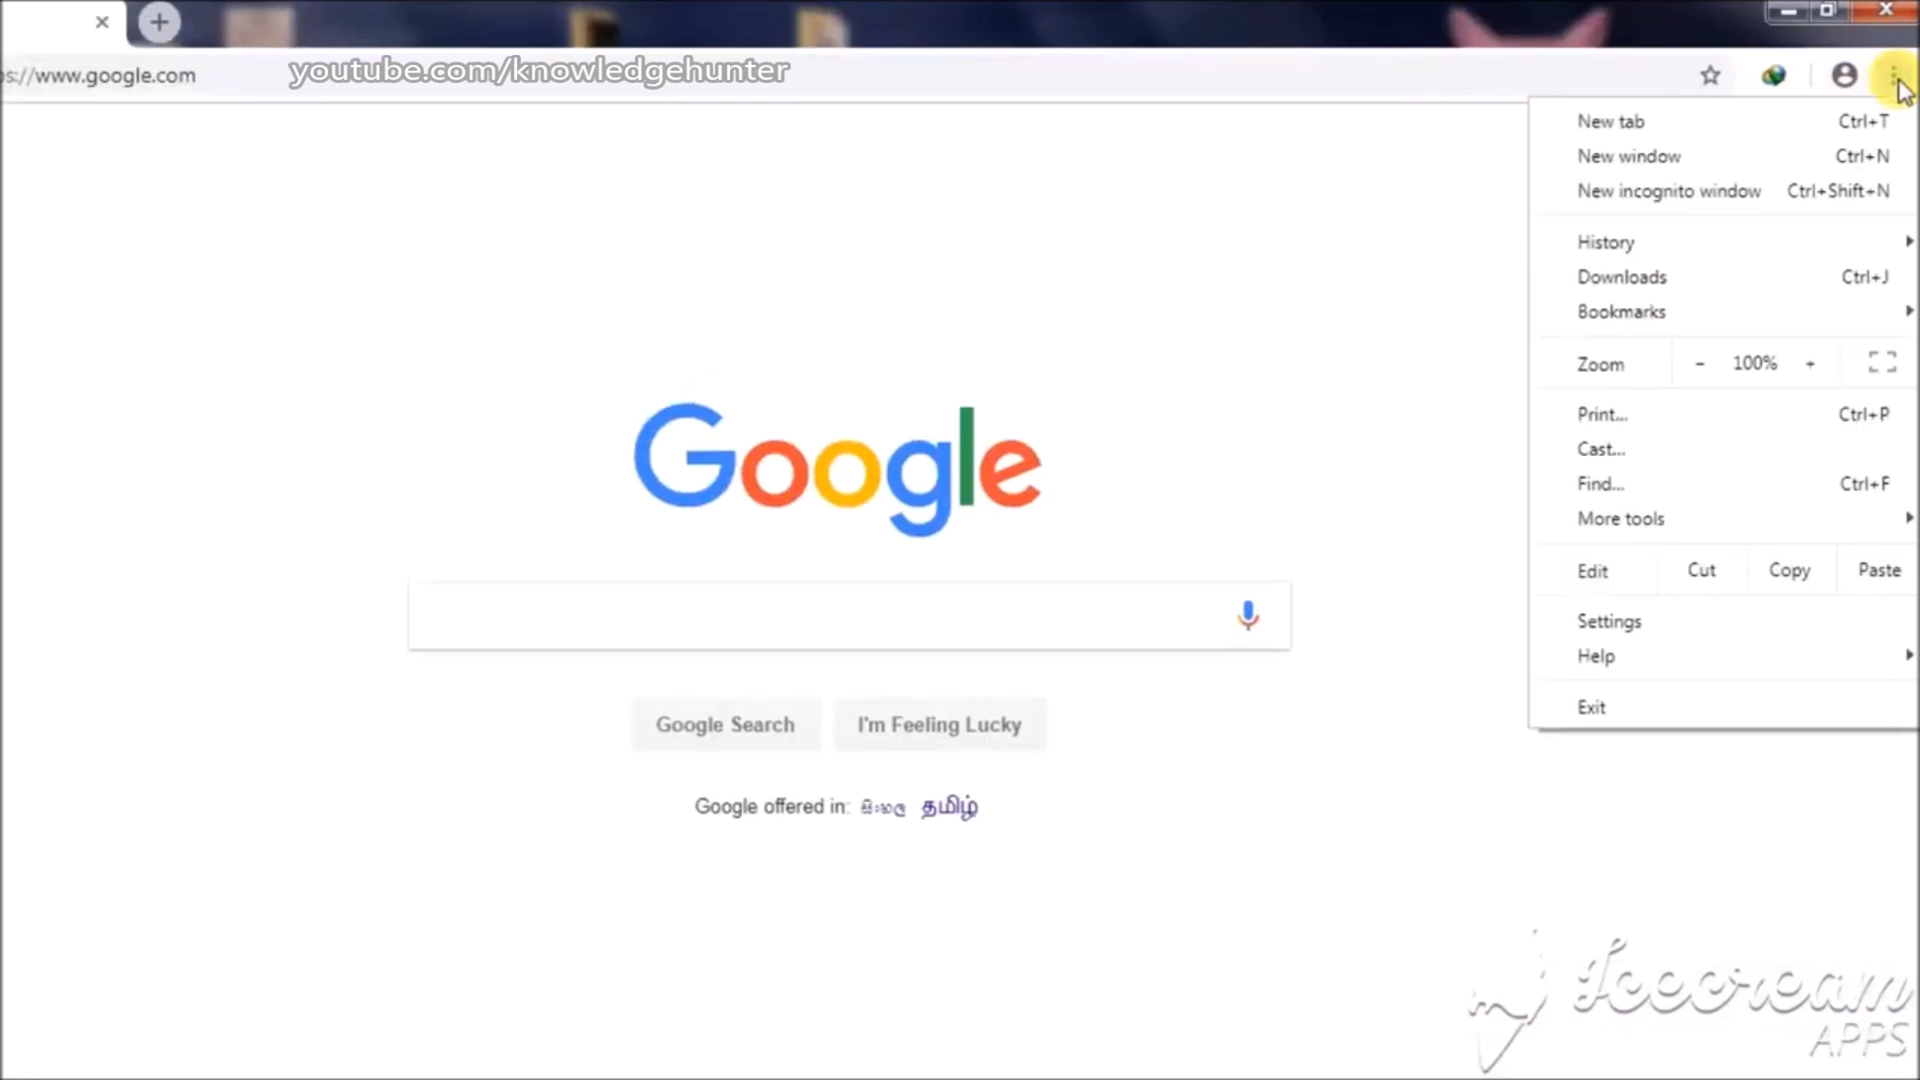 s://www.google.com
youtube.com/knowledgehunter
New tab Ctrl+T
New window Ctrl+N
New incognito window Ctrl+Shift+N
History
Downloads Ctrl+J
Bookmarks
Zoom - 100% +
Print... Ctrl+P
Cast...
Find... Ctrl+F
More tools
Edit Cut Copy Paste
Settings
Help
Exit
Google
Google Search I'm Feeling Lucky
Google offered in: සිංහල தமிழ்
Icecream
APPS